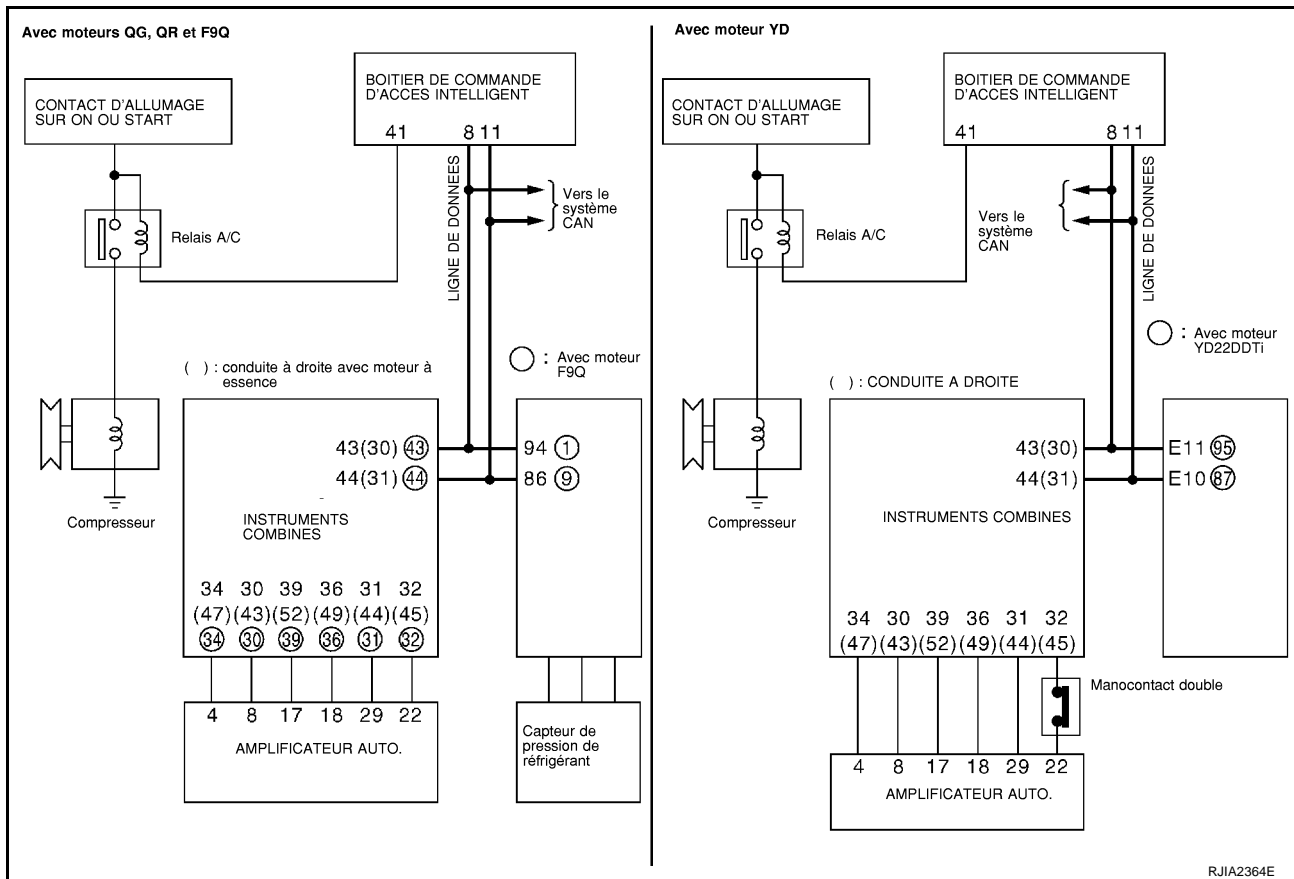 Avec moteurs QG, QR et F9Q
CONTACT D'ALLUMAGE
SUR ON OU START
BOITIER DE COMMANDE
D'ACCES INTELLIGENT
41 8 11
LIGNE DE DONNEES
Vers le
système
CAN
Relais A/C
( ) : conduite à droite avec moteur à
essence
: Avec moteur
F9Q
Compresseur
43(30) 43
44(31) 44
94 1
86 9
INSTRUMENTS
COMBINES
34 30 39 36 31 32
(47) (43) (52) (49) (44) (45)
34 30 39 36 31 32
4 8 17 18 29 22
AMPLIFICATEUR AUTO.
Capteur de
pression de
réfrigérant
Avec moteur YD
CONTACT D'ALLUMAGE
SUR ON OU START
BOITIER DE COMMANDE
D'ACCES INTELLIGENT
41 8 11
LIGNE DE DONNEES
Vers le
système
CAN
Relais A/C
: Avec moteur
YD22DDTi
( ) : CONDUITE A DROITE
Compresseur
43(30)
44(31)
E11 95
E10 87
INSTRUMENTS COMBINES
34 30 39 36 31 32
(47) (43) (52) (49) (44) (45)
Manocontact double
4 8 17 18 29 22
AMPLIFICATEUR AUTO.
RJIA2364E